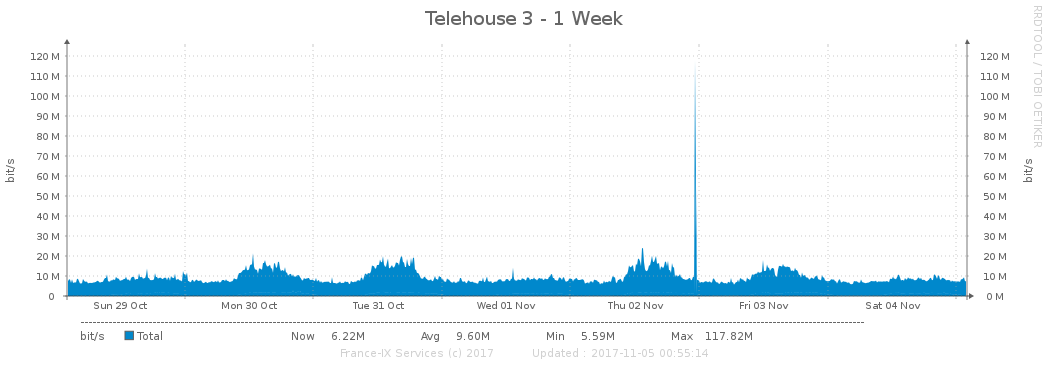 Telehouse 3 - 1 Week
RRDTOOL / TOBI OETIKER
120 M 120 M
110 M 110 M
100 M 100 M
90 M 90 M
80 M 80 M
70 M 70 M
bit/s bit/s
60 M 60 M
50 M 50 M
40 M 40 M
30 M 30 M
20 M 20 M
10 M 10 M
0 0 M
Sun 29 Oct Mon 30 Oct Tue 31 Oct Wed 01 Nov Thu 02 Nov Fri 03 Nov Sat 04 Nov
bit/s Total Now 6.22M Avg 9.60M Min 5.59M Max 117.82M
France-IX Services (c) 2017 Updated : 2017-11-05 00:55:14